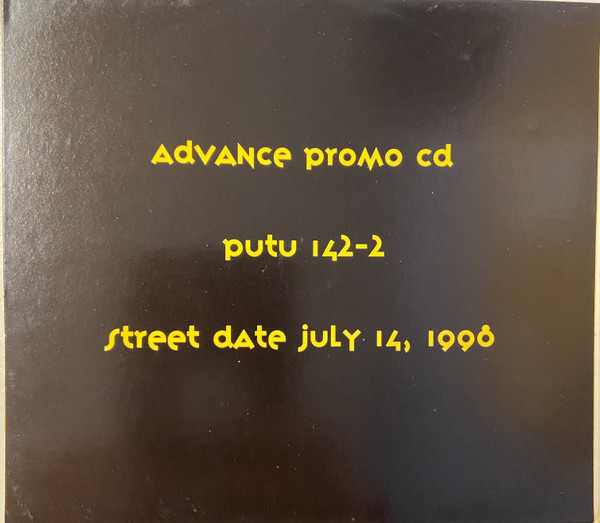 Advance promo cd
putu 142-2
street date july 14, 1998